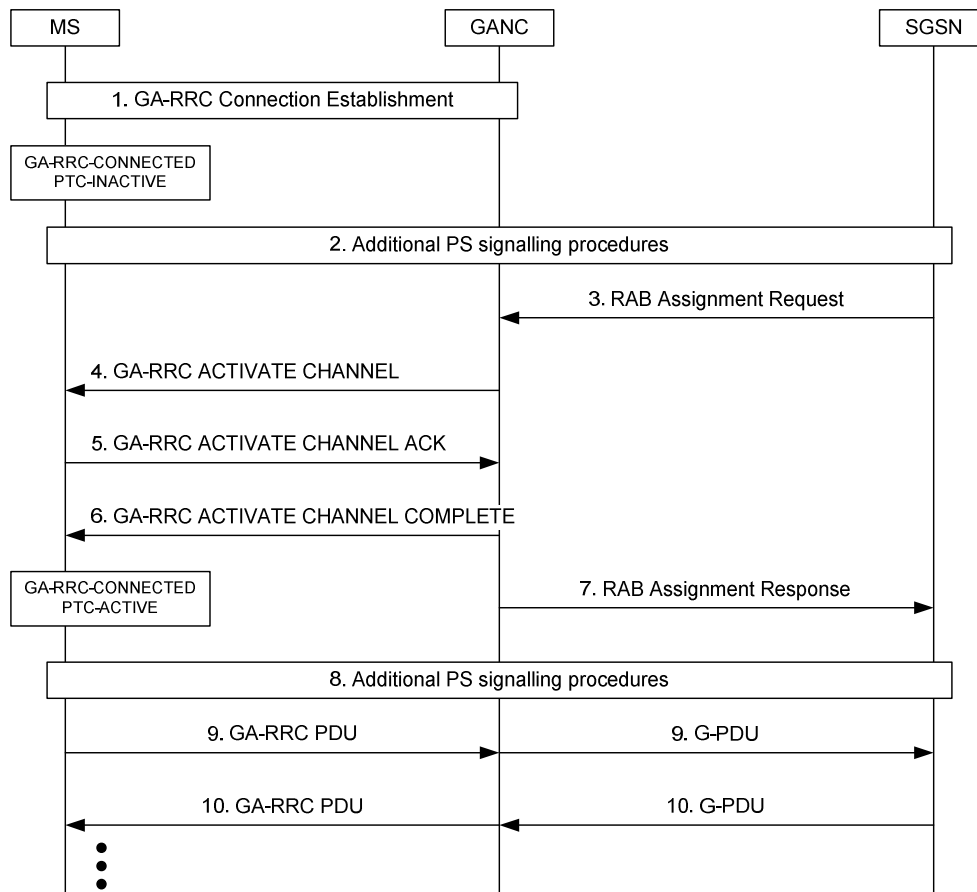 MS
GANC
SGSN
1. GA-RRC Connection Establishment
GA-RRC-CONNECTED
PTC-INACTIVE
2. Additional PS signalling procedures
3. RAB Assignment Request
4. GA-RRC ACTIVATE CHANNEL
5. GA-RRC ACTIVATE CHANNEL ACK
6. GA-RRC ACTIVATE CHANNEL COMPLETE
GA-RRC-CONNECTED
PTC-ACTIVE
7. RAB Assignment Response
8. Additional PS signalling procedures
9. GA-RRC PDU
9. G-PDU
10. GA-RRC PDU
10. G-PDU